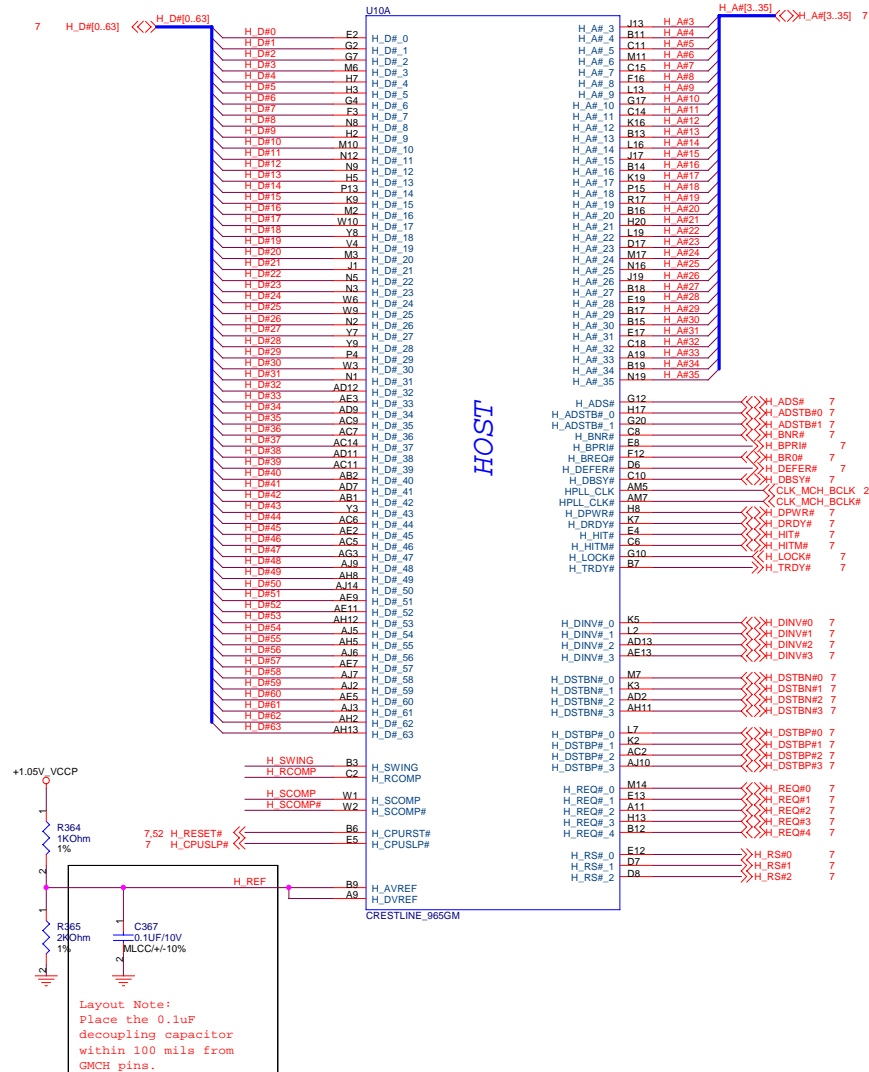 U10A
7 H_D#[0..63] H_D#[0..63]
H_D#0 E2 H_D#_0
H_D#1 G2 H_D#_1
H_D#2 G7 H_D#_2
H_D#3 M6 H_D#_3
H_D#4 H7 H_D#_4
H_D#5 H3 H_D#_5
H_D#6 G4 H_D#_6
H_D#7 F3 H_D#_7
H_D#8 N8 H_D#_8
H_D#9 H2 H_D#_9
H_D#10 M10 H_D#_10
H_D#11 N12 H_D#_11
H_D#12 N9 H_D#_12
H_D#13 H5 H_D#_13
H_D#14 P13 H_D#_14
H_D#15 K9 H_D#_15
H_D#16 M2 H_D#_16
H_D#17 W10 H_D#_17
H_D#18 Y8 H_D#_18
H_D#19 V4 H_D#_19
H_D#20 M3 H_D#_20
H_D#21 J1 H_D#_21
H_D#22 N5 H_D#_22
H_D#23 N3 H_D#_23
H_D#24 W6 H_D#_24
H_D#25 W9 H_D#_25
H_D#26 N2 H_D#_26
H_D#27 Y7 H_D#_27
H_D#28 Y9 H_D#_28
H_D#29 P4 H_D#_29
H_D#30 W3 H_D#_30
H_D#31 N1 H_D#_31
H_D#32 AD12 H_D#_32
H_D#33 AE3 H_D#_33
H_D#34 AD9 H_D#_34
H_D#35 AC9 H_D#_35
H_D#36 AC7 H_D#_36
H_D#37 AC14 H_D#_37
H_D#38 AD11 H_D#_38
H_D#39 AC11 H_D#_39
H_D#40 AB2 H_D#_40
H_D#41 AD7 H_D#_41
H_D#42 AB1 H_D#_42
H_D#43 Y3 H_D#_43
H_D#44 AC6 H_D#_44
H_D#45 AE2 H_D#_45
H_D#46 AC5 H_D#_46
H_D#47 AG3 H_D#_47
H_D#48 AJ9 H_D#_48
H_D#49 AH8 H_D#_49
H_D#50 AJ14 H_D#_50
H_D#51 AE9 H_D#_51
H_D#52 AE11 H_D#_52
H_D#53 AH12 H_D#_53
H_D#54 AJ5 H_D#_54
H_D#55 AH5 H_D#_55
H_D#56 AJ6 H_D#_56
H_D#57 AE7 H_D#_57
H_D#58 AJ7 H_D#_58
H_D#59 AJ2 H_D#_59
H_D#60 AE5 H_D#_60
H_D#61 AJ3 H_D#_61
H_D#62 AH2 H_D#_62
H_D#63 AH13 H_D#_63
H_SWING B3 H_SWING
H_RCOMP C2 H_RCOMP
H_SCOMP W1 H_SCOMP
H_SCOMP# W2 H_SCOMP#
7,52 H_RESET# B6 H_CPURST#
7 H_CPUSLP# E5 H_CPUSLP#
H_REF B9 H_AVREF
A9 H_DVREF
HOST
H_A#[3..35] H_A#[3..35] 7
H_A#_3 J13 H_A#3
H_A#_4 B11 H_A#4
H_A#_5 C11 H_A#5
H_A#_6 M11 H_A#6
H_A#_7 C15 H_A#7
H_A#_8 F16 H_A#8
H_A#_9 L13 H_A#9
H_A#_10 G17 H_A#10
H_A#_11 C14 H_A#11
H_A#_12 K16 H_A#12
H_A#_13 B13 H_A#13
H_A#_14 L16 H_A#14
H_A#_15 J17 H_A#15
H_A#_16 B14 H_A#16
H_A#_17 K19 H_A#17
H_A#_18 P15 H_A#18
H_A#_19 R17 H_A#19
H_A#_20 B16 H_A#20
H_A#_21 H20 H_A#21
H_A#_22 L19 H_A#22
H_A#_23 D17 H_A#23
H_A#_24 M17 H_A#24
H_A#_25 N16 H_A#25
H_A#_26 J19 H_A#26
H_A#_27 B18 H_A#27
H_A#_28 E19 H_A#28
H_A#_29 B17 H_A#29
H_A#_30 B15 H_A#30
H_A#_31 E17 H_A#31
H_A#_32 C18 H_A#32
H_A#_33 A19 H_A#33
H_A#_34 B19 H_A#34
H_A#_35 N19 H_A#35
H_ADS# G12 H_ADS# 7
H_ADSTB#_0 H17 H_ADSTB#0 7
H_ADSTB#_1 G20 H_ADSTB#1 7
H_BNR# C8 H_BNR# 7
H_BPRI# E8 H_BPRI# 7
H_BREQ# F12 H_BR0# 7
H_DEFER# D6 H_DEFER# 7
H_DBSY# C10 H_DBSY# 7
HPLL_CLK AM5 CLK_MCH_BCLK 2
HPLL_CLK# AM7 CLK_MCH_BCLK#
H_DPWR# H8 H_DPWR# 7
H_DRDY# K7 H_DRDY# 7
H_HIT# E4 H_HIT# 7
H_HITM# C6 H_HITM# 7
H_LOCK# G10 H_LOCK# 7
H_TRDY# B7 H_TRDY# 7
H_DINV#_0 K5 H_DINV#0 7
H_DINV#_1 L2 H_DINV#1 7
H_DINV#_2 AD13 H_DINV#2 7
H_DINV#_3 AE13 H_DINV#3 7
H_DSTBN#_0 M7 H_DSTBN#0 7
H_DSTBN#_1 K3 H_DSTBN#1 7
H_DSTBN#_2 AD2 H_DSTBN#2 7
H_DSTBN#_3 AH11 H_DSTBN#3 7
H_DSTBP#_0 L7 H_DSTBP#0 7
H_DSTBP#_1 K2 H_DSTBP#1 7
H_DSTBP#_2 AC2 H_DSTBP#2 7
H_DSTBP#_3 AJ10 H_DSTBP#3 7
H_REQ#_0 M14 H_REQ#0 7
H_REQ#_1 E13 H_REQ#1 7
H_REQ#_2 A11 H_REQ#2 7
H_REQ#_3 H13 H_REQ#3 7
H_REQ#_4 B12 H_REQ#4 7
H_RS#_0 E12 H_RS#0 7
H_RS#_1 D7 H_RS#1 7
H_RS#_2 D8 H_RS#2 7
CRESTLINE_965GM
+1.05V_VCCP
1
R364
1KOhm
1%
2
1
R365
2KOhm
1%
2
1
C367
0.1UF/10V
MLCC/+/-10%
2
Layout Note:
Place the 0.1uF
decoupling capacitor
within 100 mils from
GMCH pins.